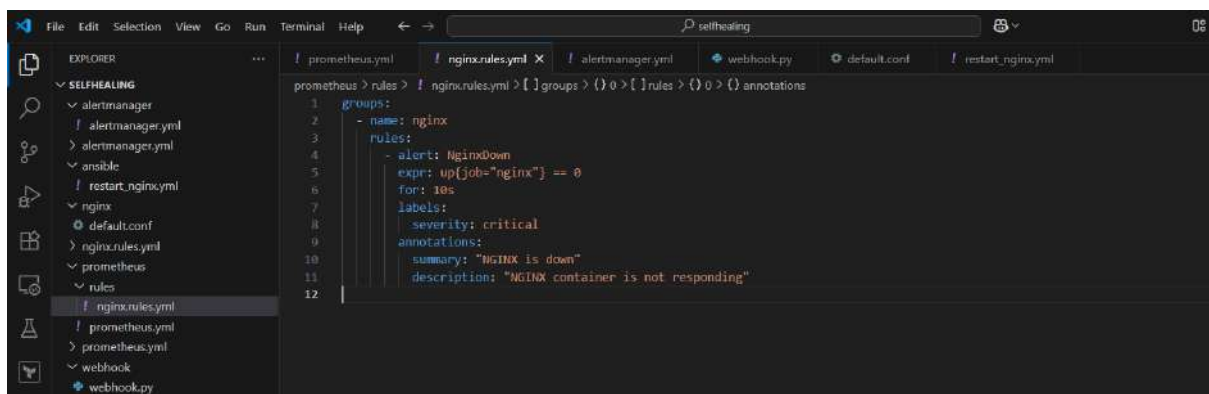 File Edit Selection View Go Run Terminal Help
selfhealing
EXPLORER
SELFHEALING
alertmanager
! alertmanager.yml
> alertmanager.yml
ansible
! restart_nginx.yml
nginx
default.conf
> nginx.rules.yml
prometheus
rules
! nginx.rules.yml
! prometheus.yml
> prometheus.yml
webhook
webhook.py
! prometheus.yml ! nginx.rules.yml X ! alertmanager.yml webhook.py default.conf ! restart_nginx.yml
prometheus > rules > ! nginx.rules.yml > [ ] groups > {} 0 > [ ] rules > {} 0 > {} annotations
1 groups:
2 - name: nginx
3 rules:
4 - alert: NginxDown
5 expr: up{job="nginx"} == 0
6 for: 10s
7 labels:
8 severity: critical
9 annotations:
10 summary: "NGINX is down"
11 description: "NGINX container is not responding"
12